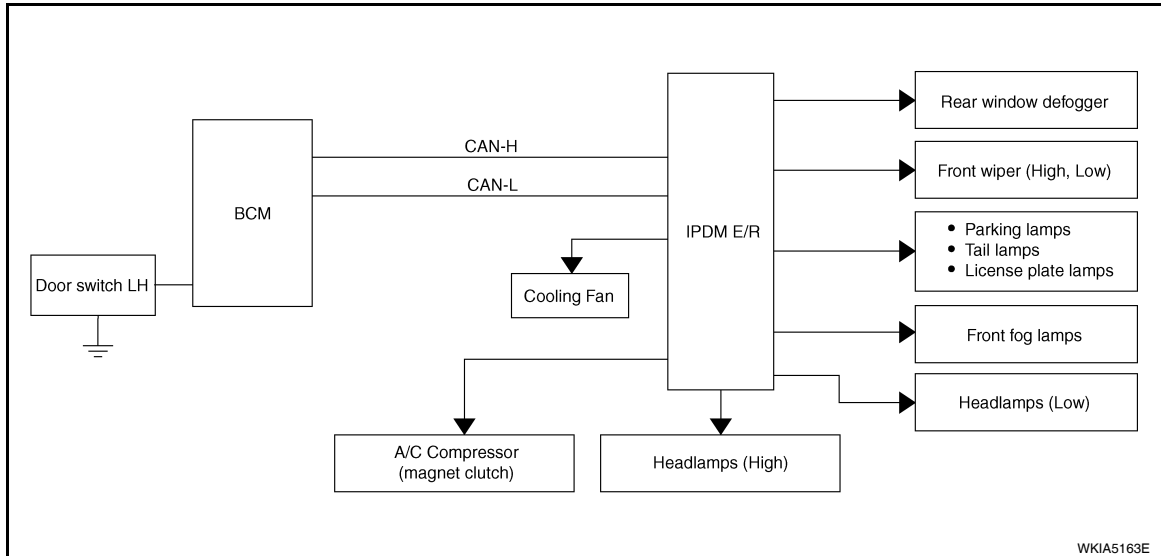 CAN-H
CAN-L
BCM
Door switch LH
IPDM E/R
Cooling Fan
A/C Compressor
(magnet clutch)
Headlamps (High)
Rear window defogger
Front wiper (High, Low)
• Parking lamps
• Tail lamps
• License plate lamps
Front fog lamps
Headlamps (Low)
WKIA5163E